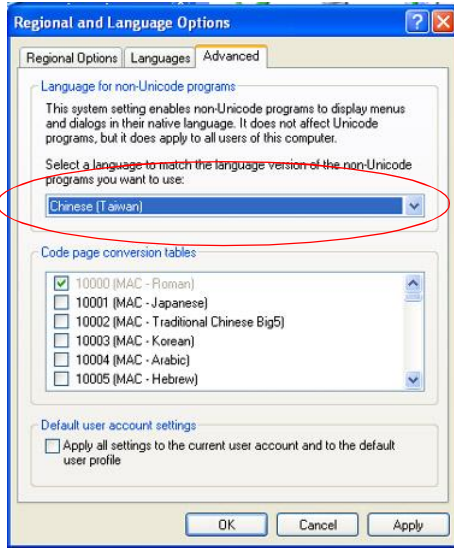 Regional and Language Options
Regional Options Languages Advanced
Language for non-Unicode programs
This system setting enables non-Unicode programs to display menus
and dialogs in their native language. It does not affect Unicode
programs, but it does apply to all users of this computer.
Select a language to match the language version of the non-Unicode
programs you want to use:
Chinese (Taiwan)
Code page conversion tables
10000 (MAC - Roman)
10001 (MAC - Japanese)
10002 (MAC - Traditional Chinese Big5)
10003 (MAC - Korean)
10004 (MAC - Arabic)
10005 (MAC - Hebrew)
Default user account settings
Apply all settings to the current user account and to the default
user profile
OK Cancel Apply